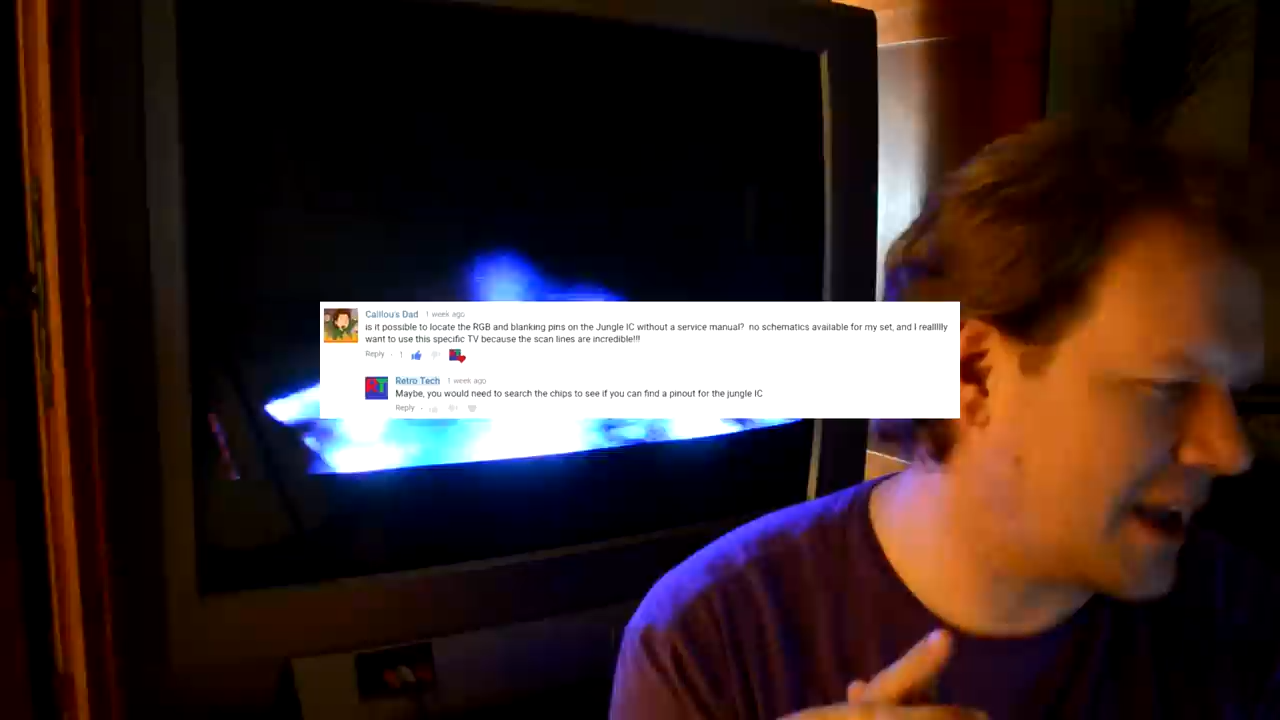 Caillou's Dad 1 week ago
is it possible to locate the RGB and blanking pins on the Jungle IC without a service manual? no schematics available for my set, and I reallllly
want to use this specific TV because the scan lines are incredible!!!
Reply · 1
RT
Retro Tech 1 week ago
Maybe, you would need to search the chips to see if you can find a pinout for the jungle IC
Reply ·